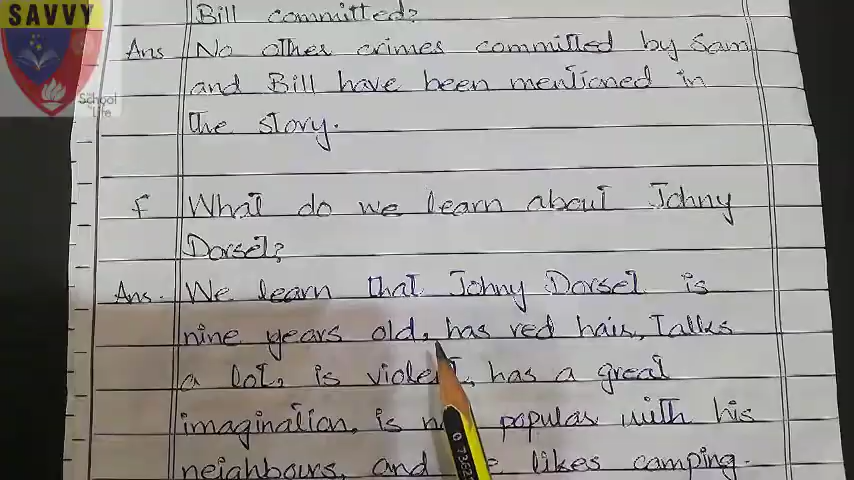 SAVVY
School
Life
Bill committed?
Ans No other crimes committed by Sam
and Bill have been mentioned in
the story.
f What do we learn about Johny
Dorset?
Ans. We learn that Johny Dorset is
nine years old, has red hair, Talks
a lot, is violent, has a great
imagination, is popular with his
neighbours, and likes camping.